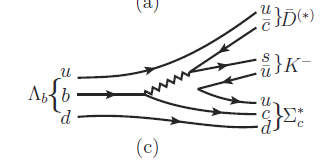 (a)
u
c̄ } D̄(*)
s
ū } K⁻
u
Λb { b
d
u
c } Σc*
d
(c)